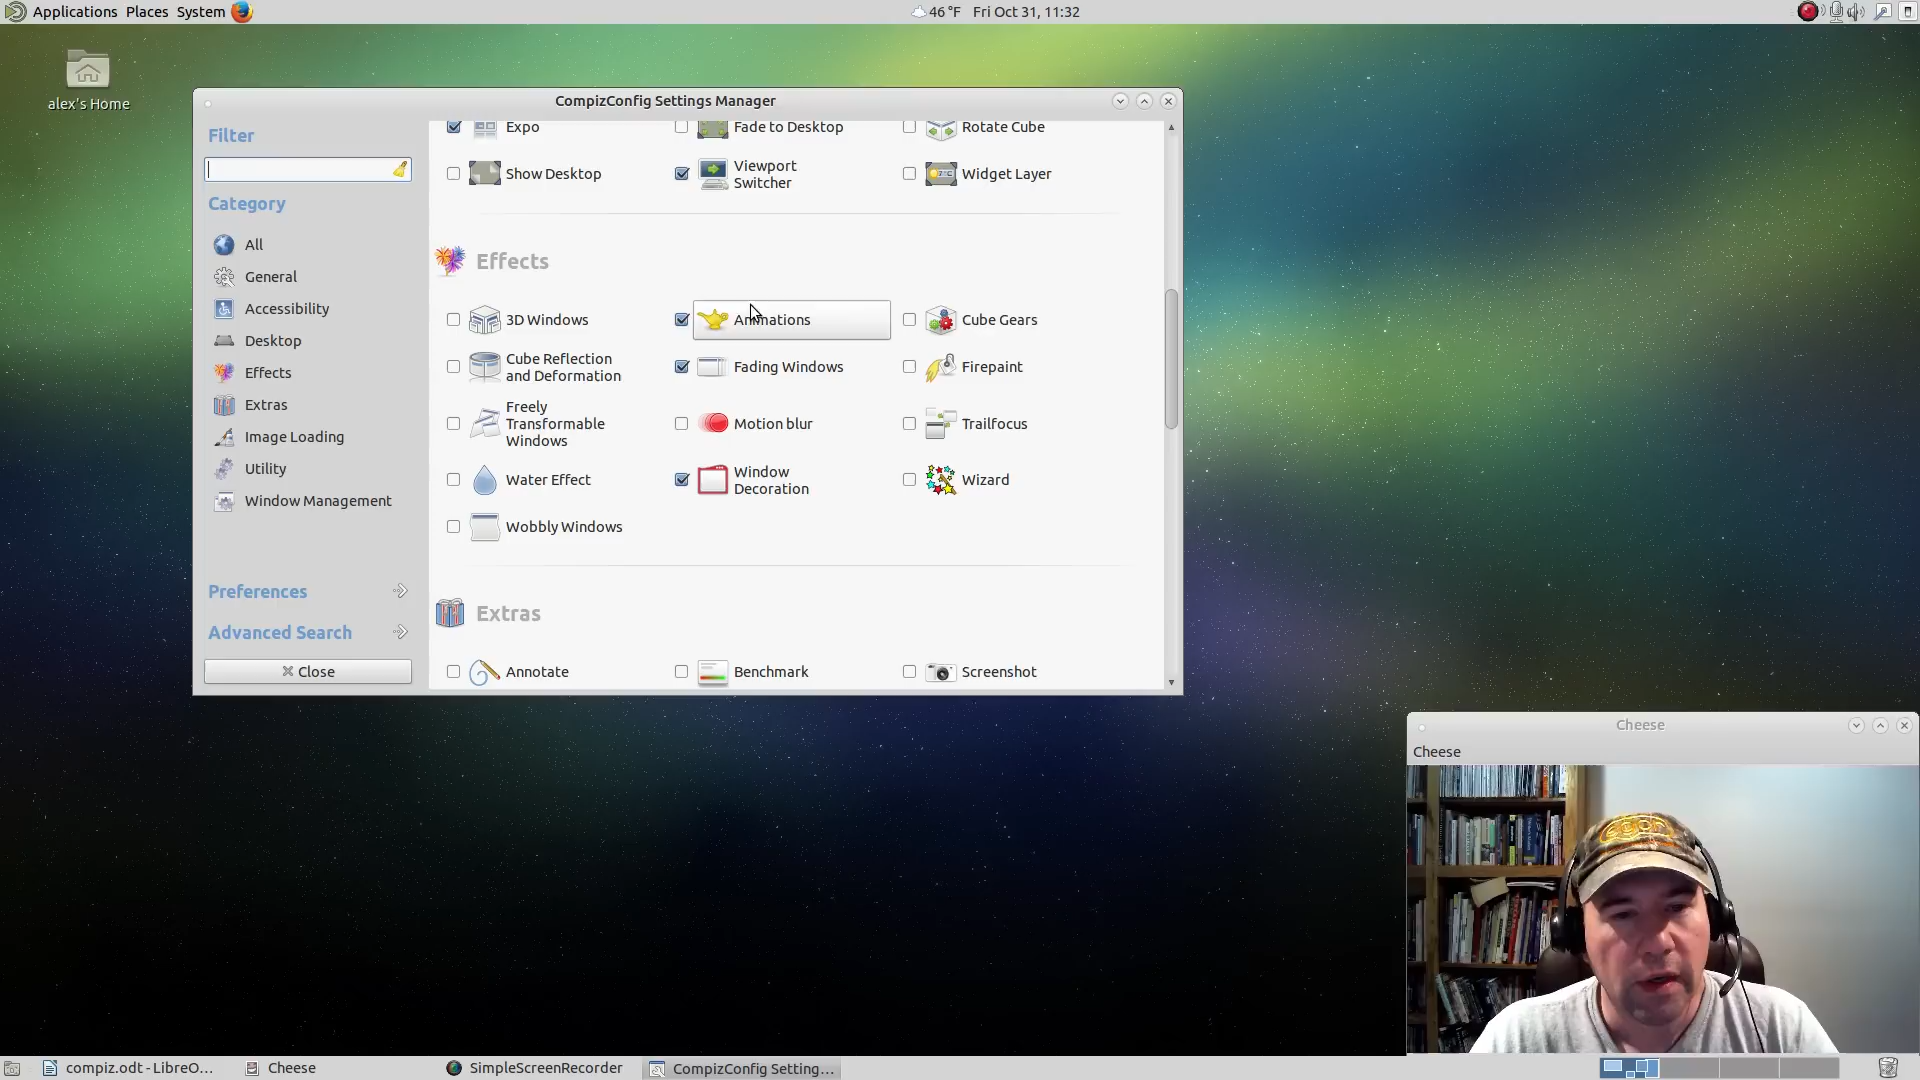 Applications Places System 46 °F Fri Oct 31, 11:32
alex's Home
CompizConfig Settings Manager
Filter
Category
All
General
Accessibility
Desktop
Effects
Extras
Image Loading
Utility
Window Management
Preferences
Advanced Search
Close
Expo Fade to Desktop Rotate Cube
Show Desktop Viewport Switcher Widget Layer
Effects
3D Windows Animations Cube Gears
Cube Reflection and Deformation Fading Windows Firepaint
Freely Transformable Windows Motion blur Trailfocus
Water Effect Window Decoration Wizard
Wobbly Windows
Extras
Annotate Benchmark Screenshot
Cheese
Cheese
compiz.odt - LibreO... Cheese SimpleScreenRecorder CompizConfig Setting...